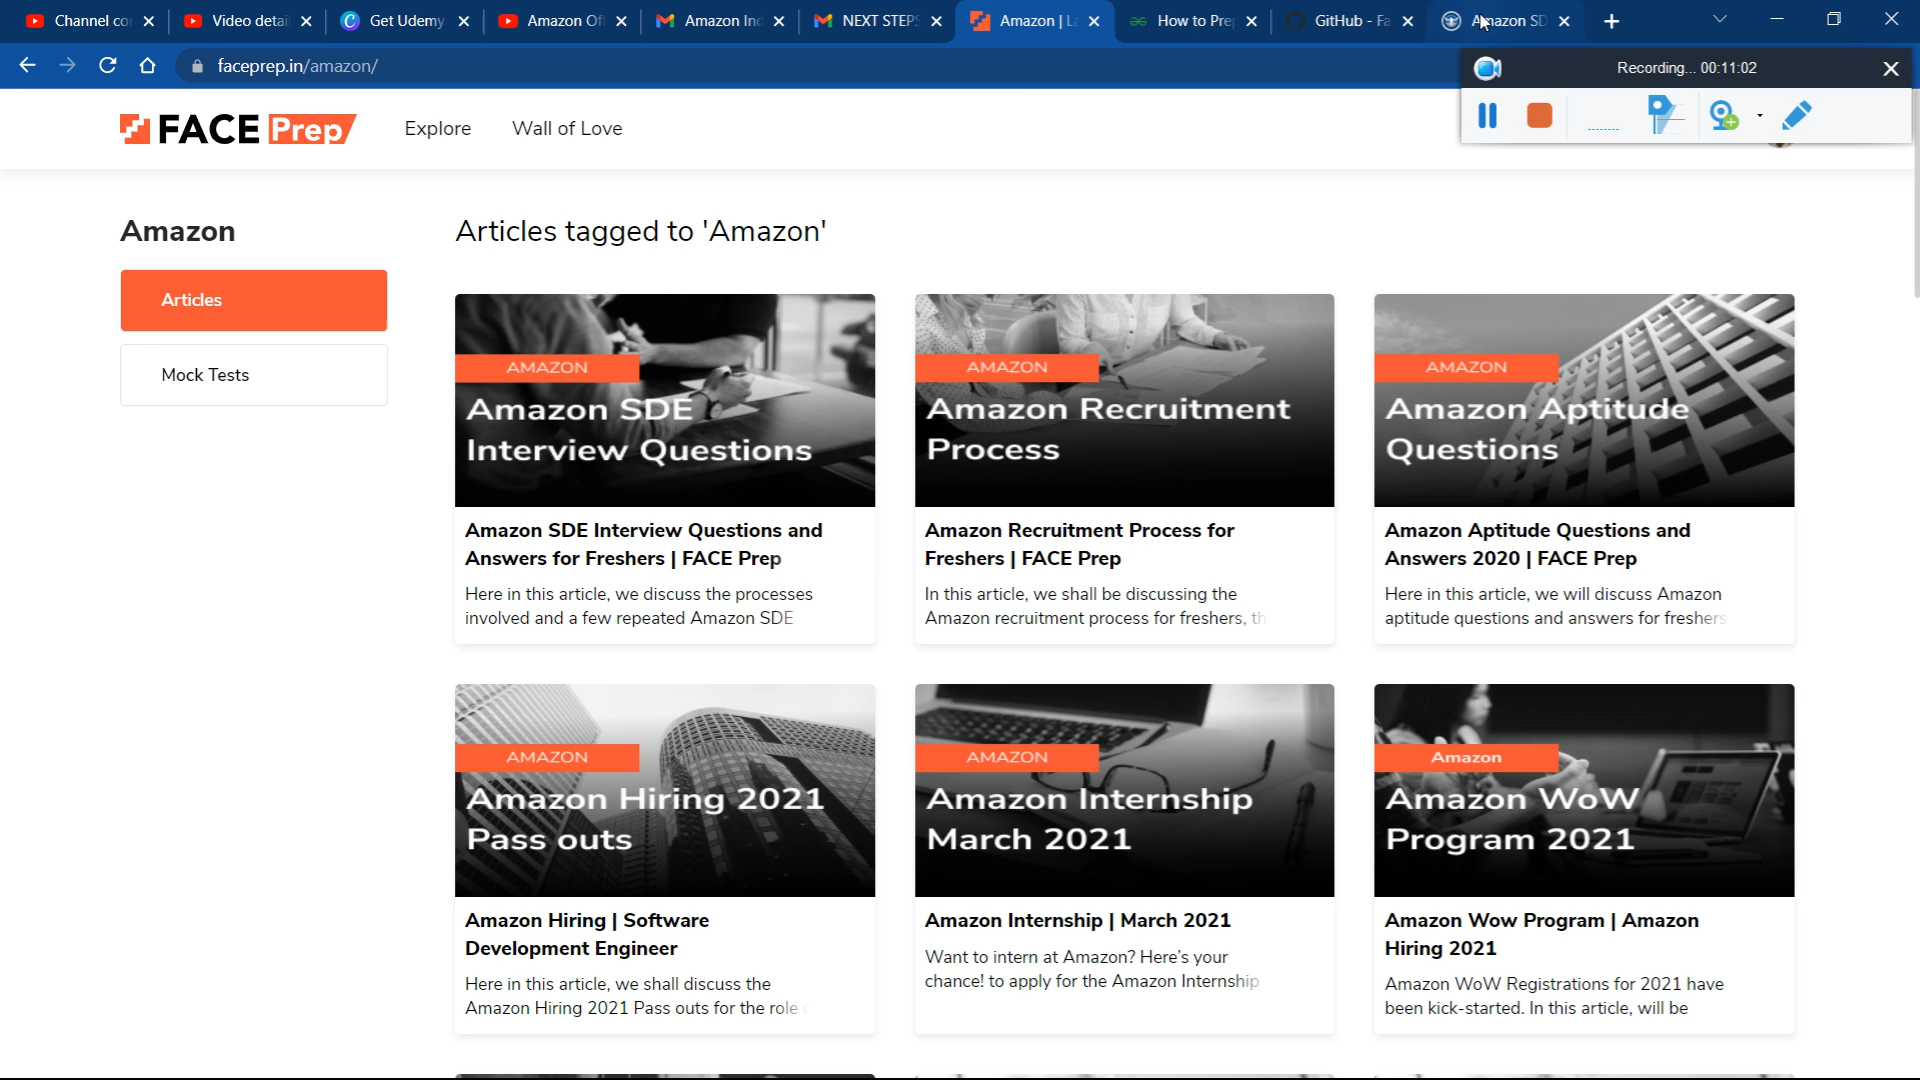 Channel co
Video detai
Get Udemy
Amazon Of
Amazon Inc
NEXT STEPS
Amazon | L
How to Pre
GitHub - Fa
Amazon SD
faceprep.in/amazon/
Recording... 00:11:02
FACE Prep
Explore
Wall of Love
Amazon
Articles
Mock Tests
Articles tagged to 'Amazon'
AMAZON
Amazon SDE
Interview Questions
Amazon SDE Interview Questions and
Answers for Freshers | FACE Prep
Here in this article, we discuss the processes
involved and a few repeated Amazon SDE
AMAZON
Amazon Recruitment
Process
Amazon Recruitment Process for
Freshers | FACE Prep
In this article, we shall be discussing the
Amazon recruitment process for freshers, th
AMAZON
Amazon Aptitude
Questions
Amazon Aptitude Questions and
Answers 2020 | FACE Prep
Here in this article, we will discuss Amazon
aptitude questions and answers for freshers
AMAZON
Amazon Hiring 2021
Pass outs
Amazon Hiring | Software
Development Engineer
Here in this article, we shall discuss the
Amazon Hiring 2021 Pass outs for the role
AMAZON
Amazon Internship
March 2021
Amazon Internship | March 2021
Want to intern at Amazon? Here's your
chance! to apply for the Amazon Internship
Amazon
Amazon WoW
Program 2021
Amazon Wow Program | Amazon
Hiring 2021
Amazon WoW Registrations for 2021 have
been kick-started. In this article, will be